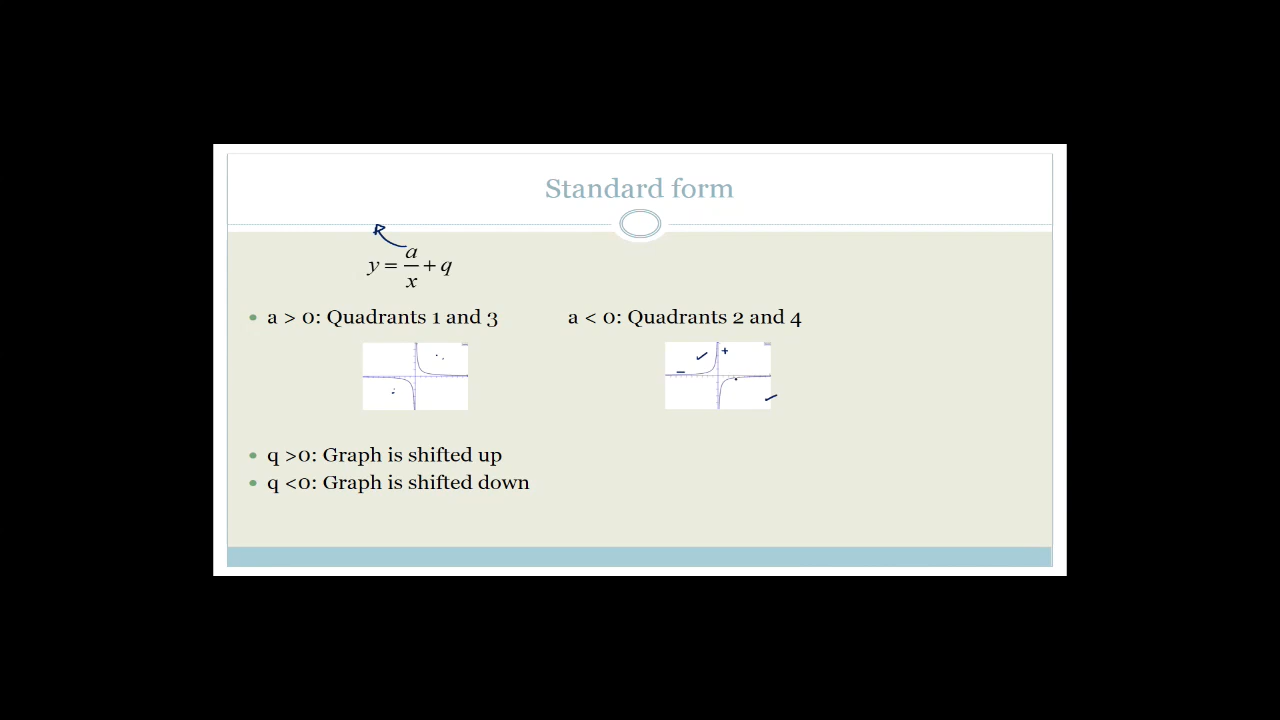 Standard form
y = a/x + q
• a > 0: Quadrants 1 and 3 a < 0: Quadrants 2 and 4
+
−
• q >0: Graph is shifted up
• q <0: Graph is shifted down